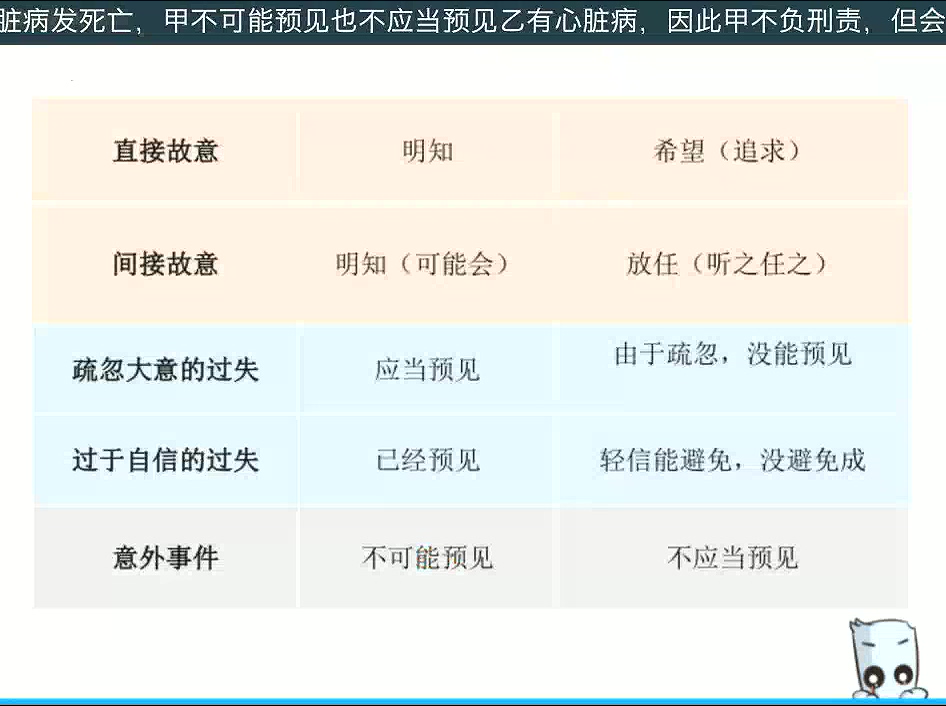 脏病发死亡，甲不可能预见也不应当预见乙有心脏病，因此甲不负刑责，但会
直接故意 明知 希望（追求）
间接故意 明知（可能会） 放任（听之任之）
疏忽大意的过失 应当预见 由于疏忽，没能预见
过于自信的过失 已经预见 轻信能避免，没避免成
意外事件 不可能预见 不应当预见